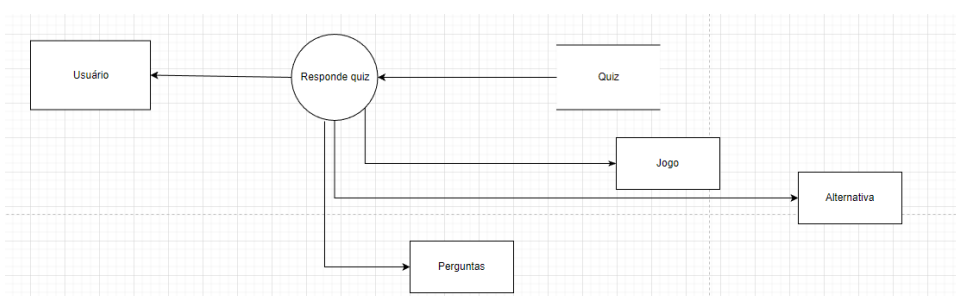 Usuário
Responde quiz
Quiz
Jogo
Alternativa
Perguntas